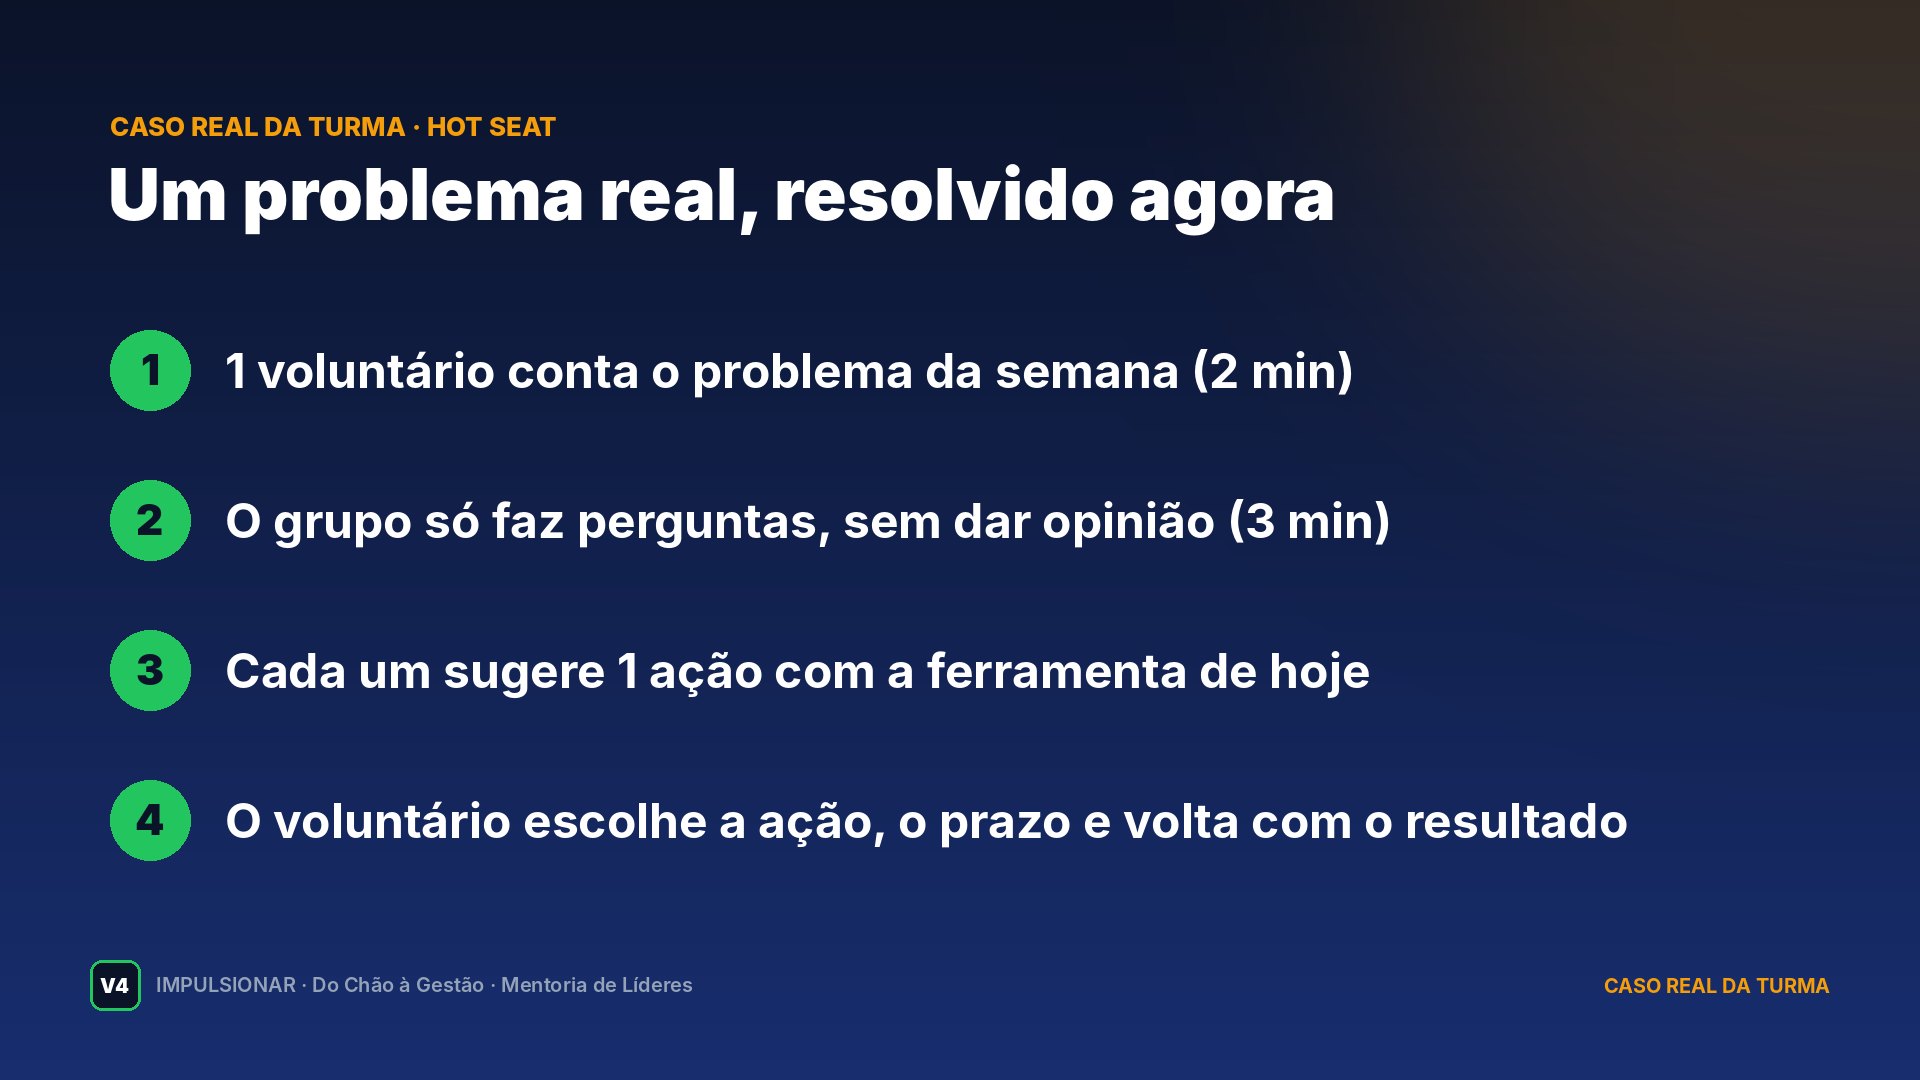 CASO REAL DA TURMA · HOT SEAT
Um problema real, resolvido agora
1
1 voluntário conta o problema da semana (2 min)
2
O grupo só faz perguntas, sem dar opinião (3 min)
3
Cada um sugere 1 ação com a ferramenta de hoje
4
O voluntário escolhe a ação, o prazo e volta com o resultado
V4
IMPULSIONAR · Do Chão à Gestão · Mentoria de Líderes
CASO REAL DA TURMA